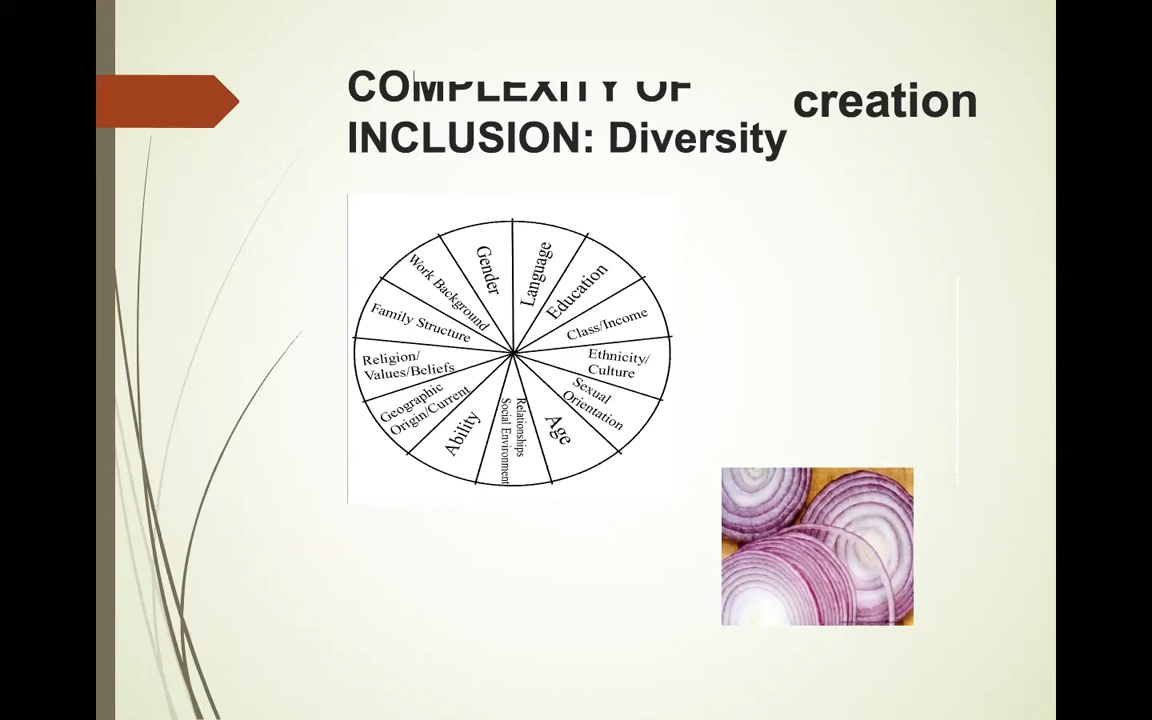 COMPLEXITY OF
INCLUSION: Diversity
creation
Gender
Language
Education
Class/Income
Ethnicity/
Culture
Sexual
Orientation
Age
Relationships
Social Environment
Ability
Geographic
Origin/Current
Religion/
Values/Beliefs
Family Structure
Work Background